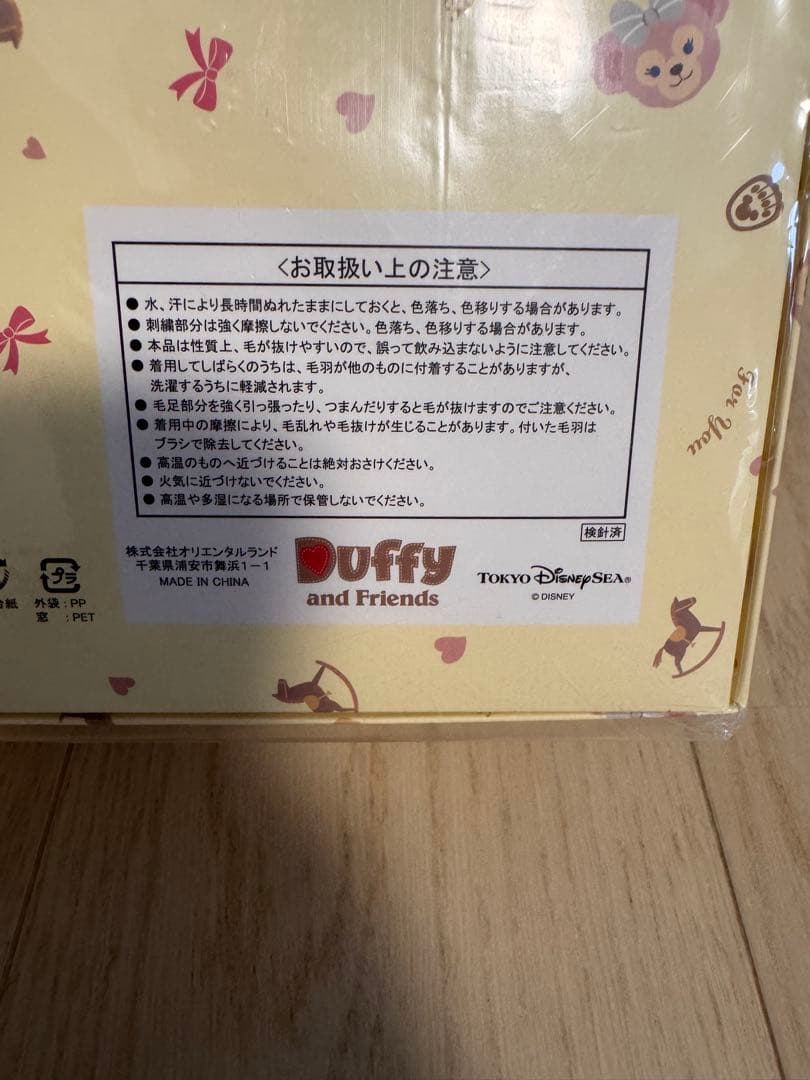 For You
〈お取扱い上の注意〉
●水、汗により長時間ぬれたままにしておくと、色落ち、色移りする場合があります。
●刺繍部分は強く摩擦しないでください。色落ち、色移りする場合があります。
●本品は性質上、毛が抜けやすいので、誤って飲み込まないように注意してください。
●着用してしばらくのうちは、毛羽が他のものに付着することがありますが、
洗濯するうちに軽減されます。
●毛足部分を強く引っ張ったり、つまんだりすると毛が抜けますのでご注意ください。
●着用中の摩擦により、毛乱れや毛抜けが生じることがあります。付いた毛羽は
ブラシで除去してください。
●高温のものへ近づけることは絶対おさけください。
●火気に近づけないでください。
●高温や多湿になる場所で保管しないでください。
検針済
株式会社オリエンタルランド
千葉県浦安市舞浜1-1
MADE IN CHINA
Duffy
and Friends
TOKYO DISNEYSEA®
© DISNEY
プラ
外袋:PP
窓 :PET
紙